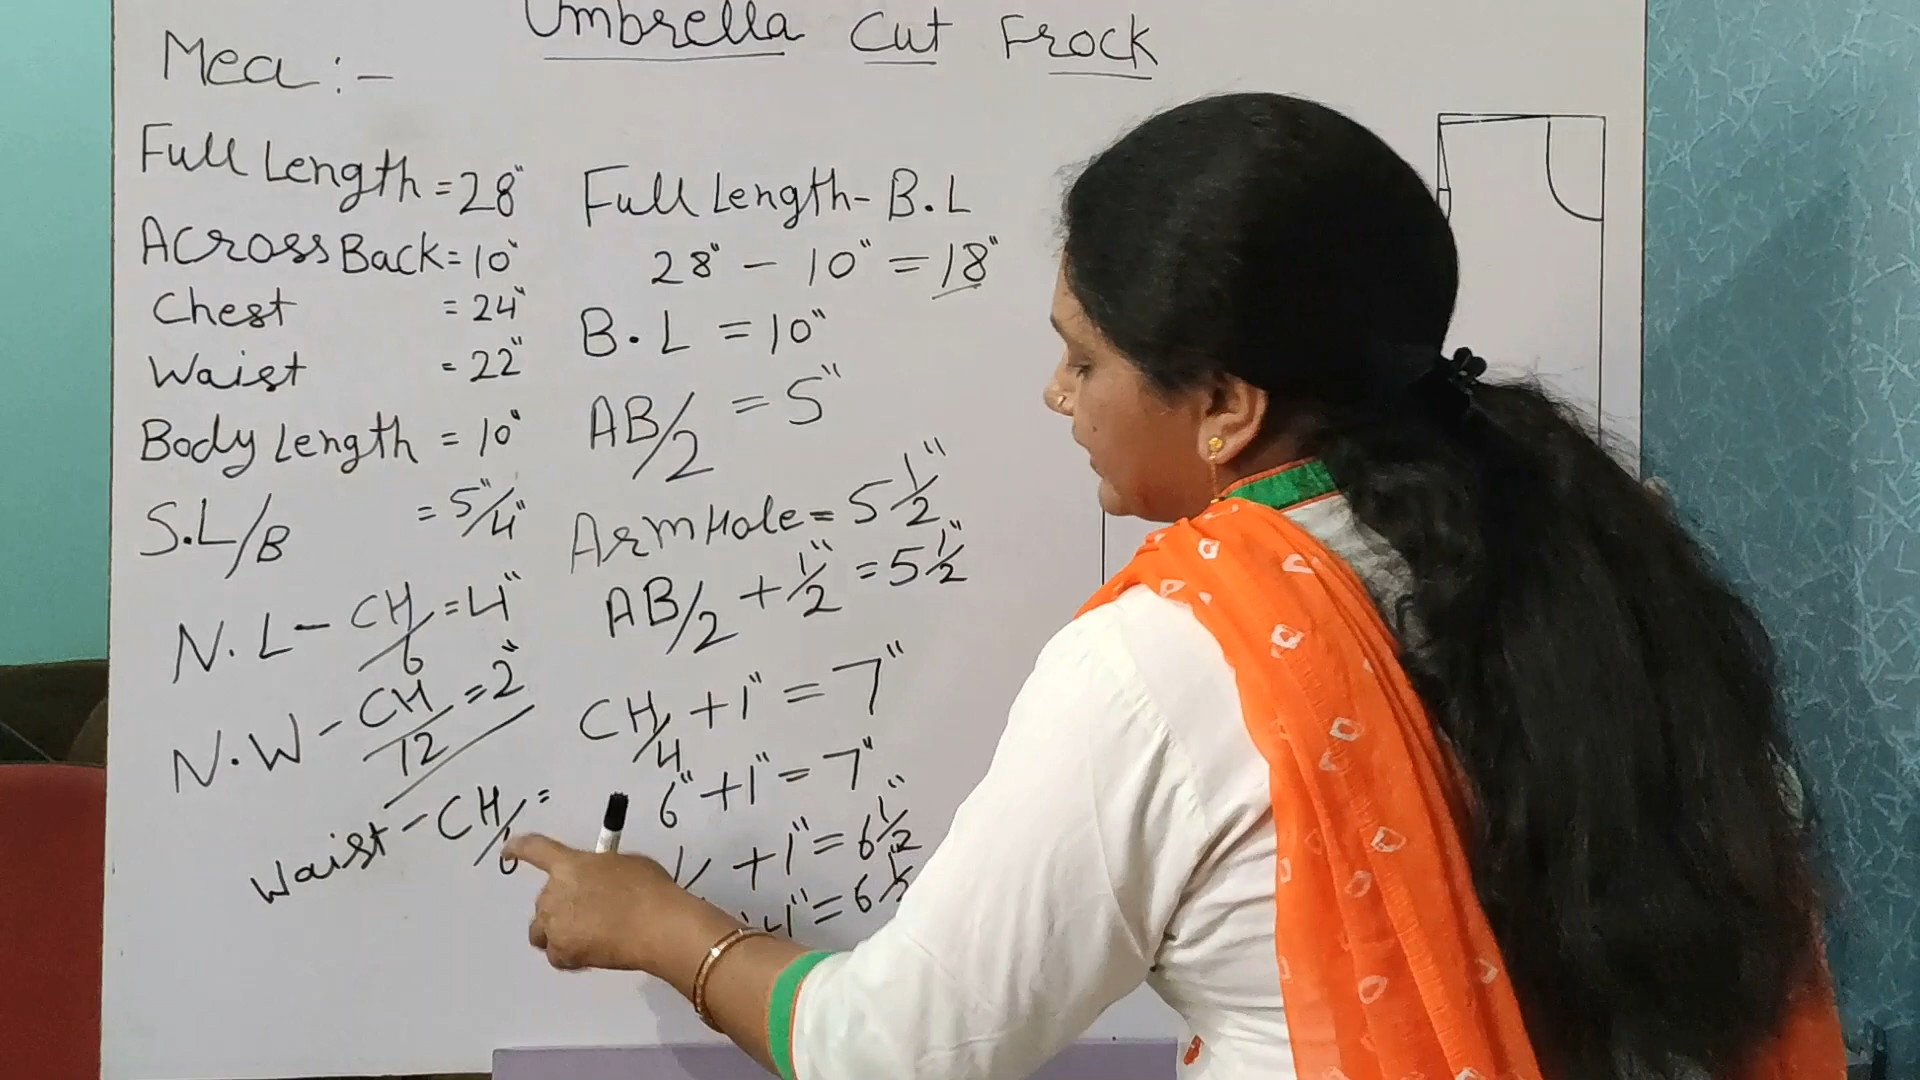 Umbrella Cut Frock
Mea :-
Full Length = 28"
Across Back = 10"
Chest = 24"
Waist = 22"
Body Length = 10"
S.L/B = 5"/4"
N.L - CH/6 = 4"
N.W - CH/12 = 2"
Waist - CH/6 =
Full Length - B.L
28" - 10" = 18"
B.L = 10"
AB/2 = 5"
Arm Hole = 5 1/2"
AB/2 + 1/2" = 5 1/2"
CH/4 + 1" = 7"
6" + 1" = 7"
+ 1" = 6 1/2"
= 6 1/2